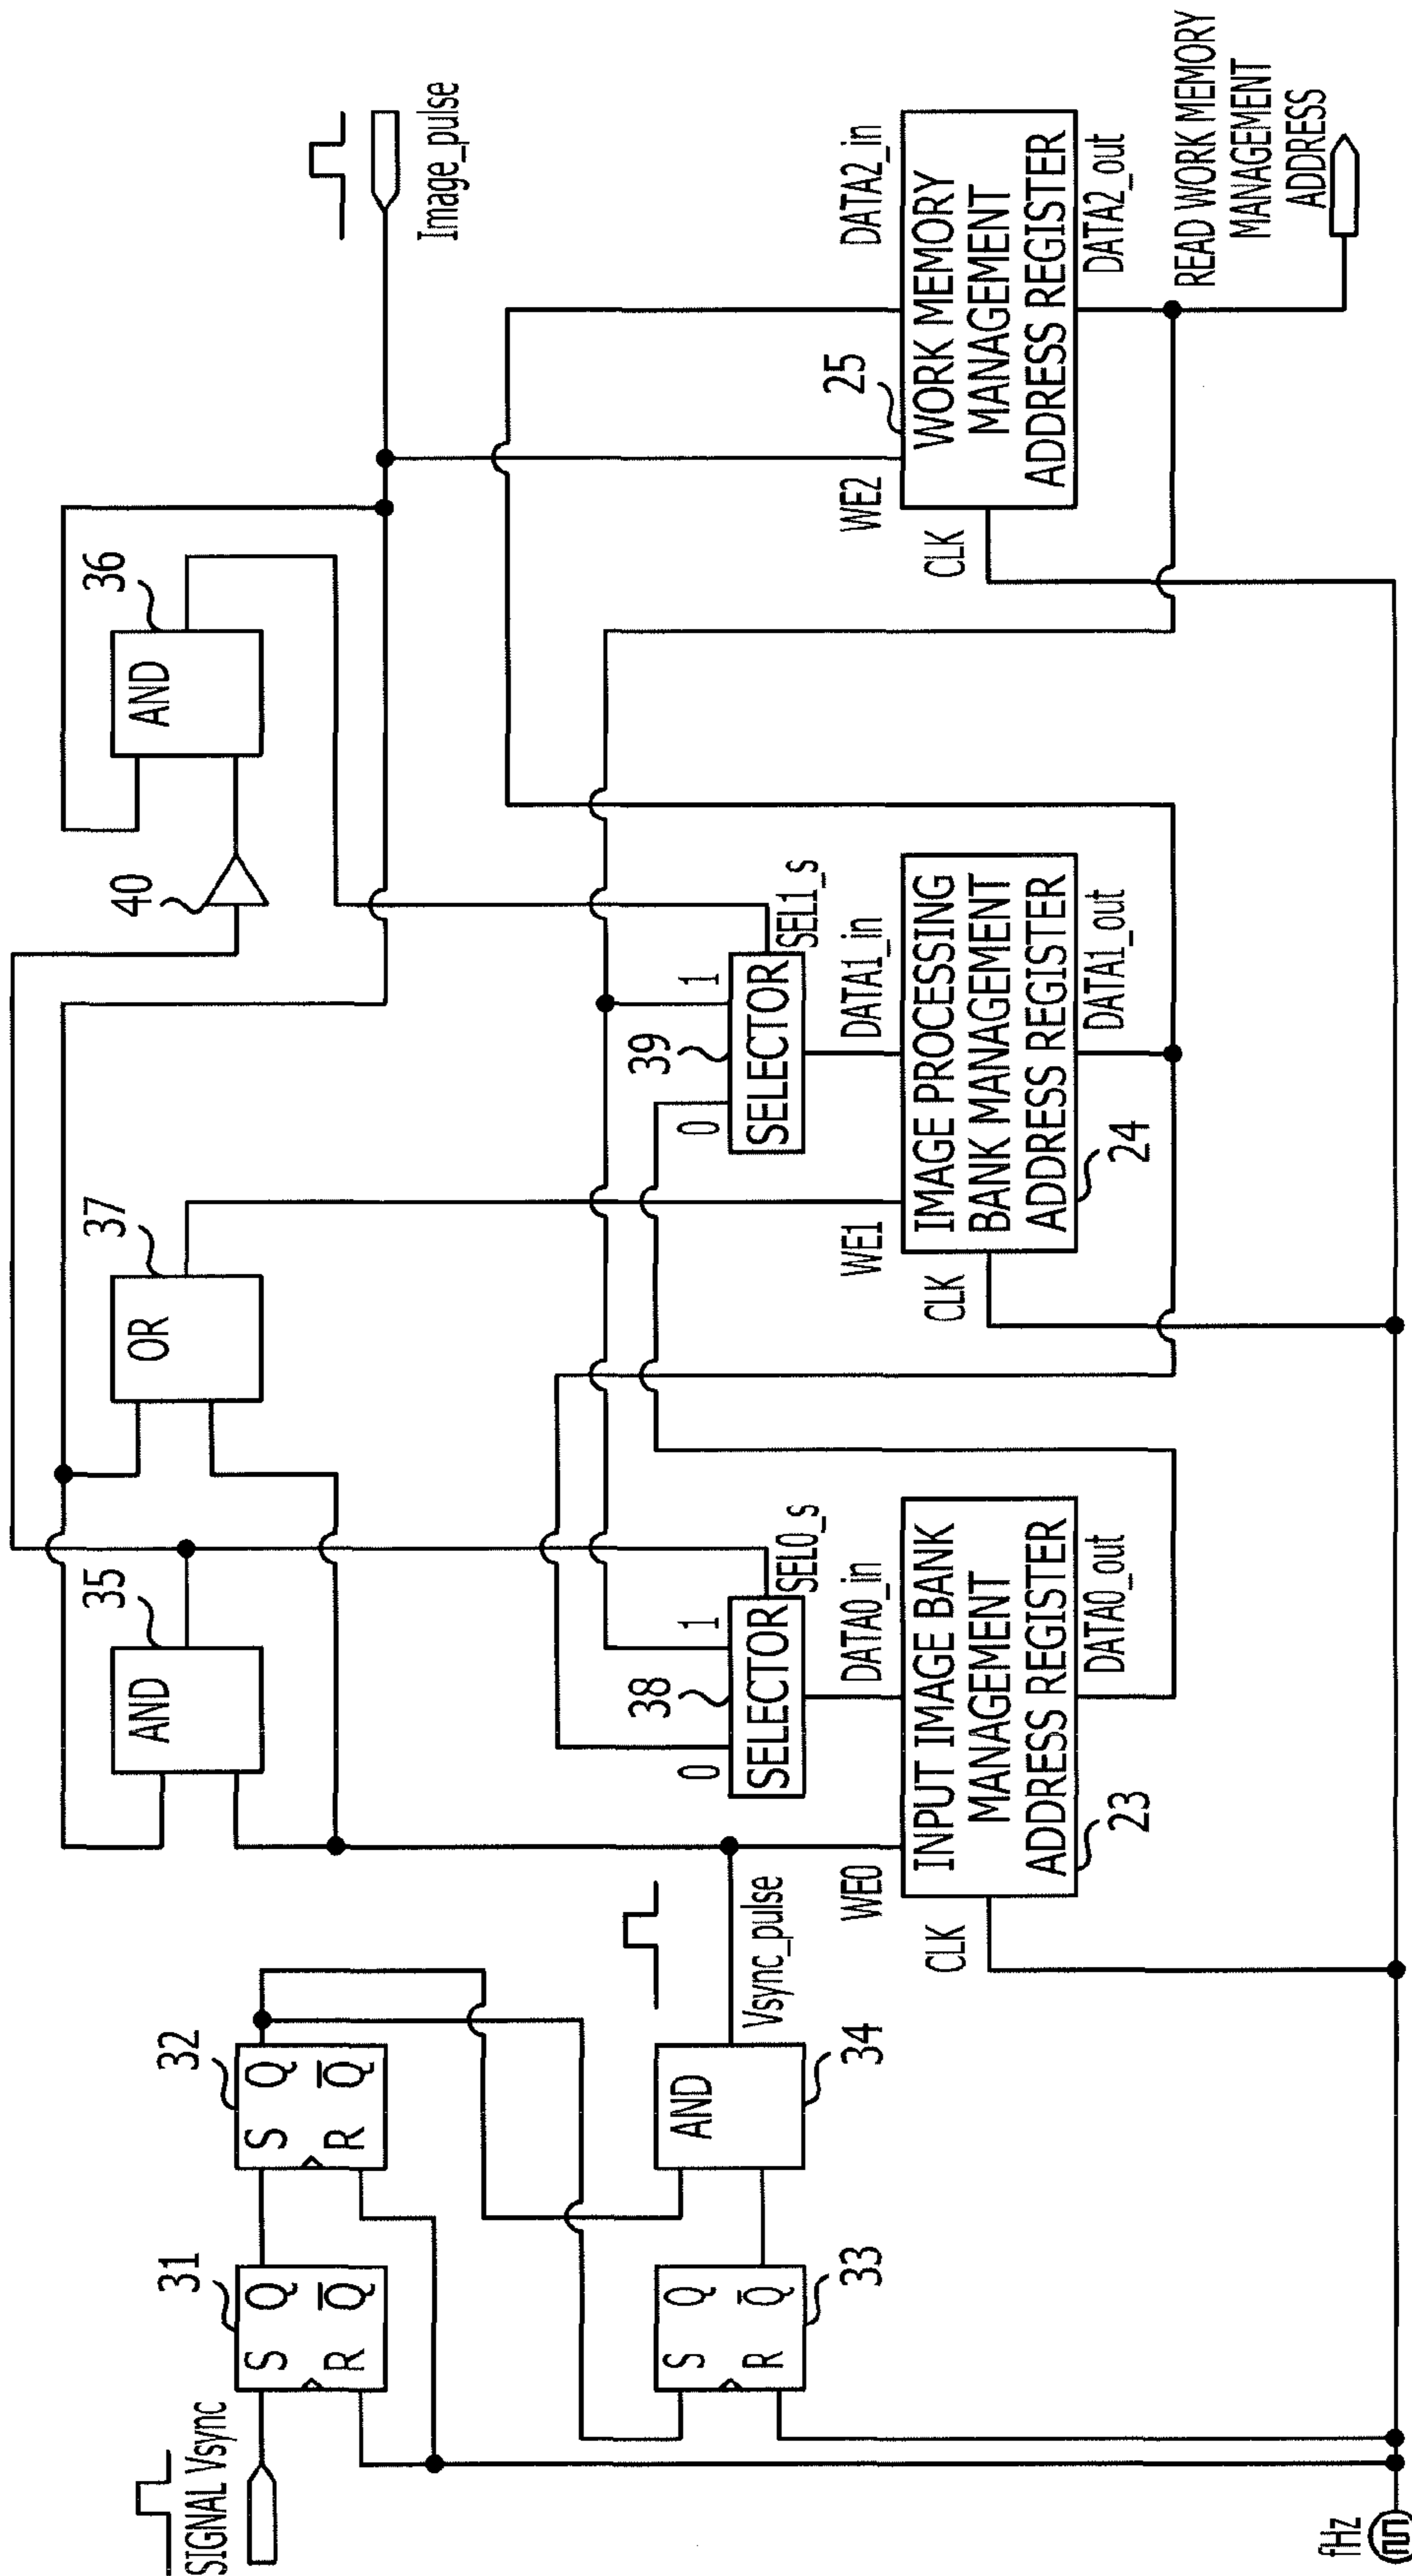 SIGNAL Vsync
31
S Q
R Q̅
32
S Q
R Q̅
33
S Q
R Q̅
34
AND
Vsync_pulse
35
AND
37
OR
40
36
AND
Image_pulse
38
0
1
SELECTOR
SEL0_s
39
0
1
SELECTOR
SEL1_s
WE0
DATA0_in
CLK
INPUT IMAGE BANK
MANAGEMENT
ADDRESS REGISTER
23
DATA0_out
WE1
DATA1_in
CLK
IMAGE PROCESSING
BANK MANAGEMENT
ADDRESS REGISTER
24
DATA1_out
25
WE2
DATA2_in
CLK
WORK MEMORY
MANAGEMENT
ADDRESS REGISTER
DATA2_out
READ WORK MEMORY
MANAGEMENT
ADDRESS
fHz